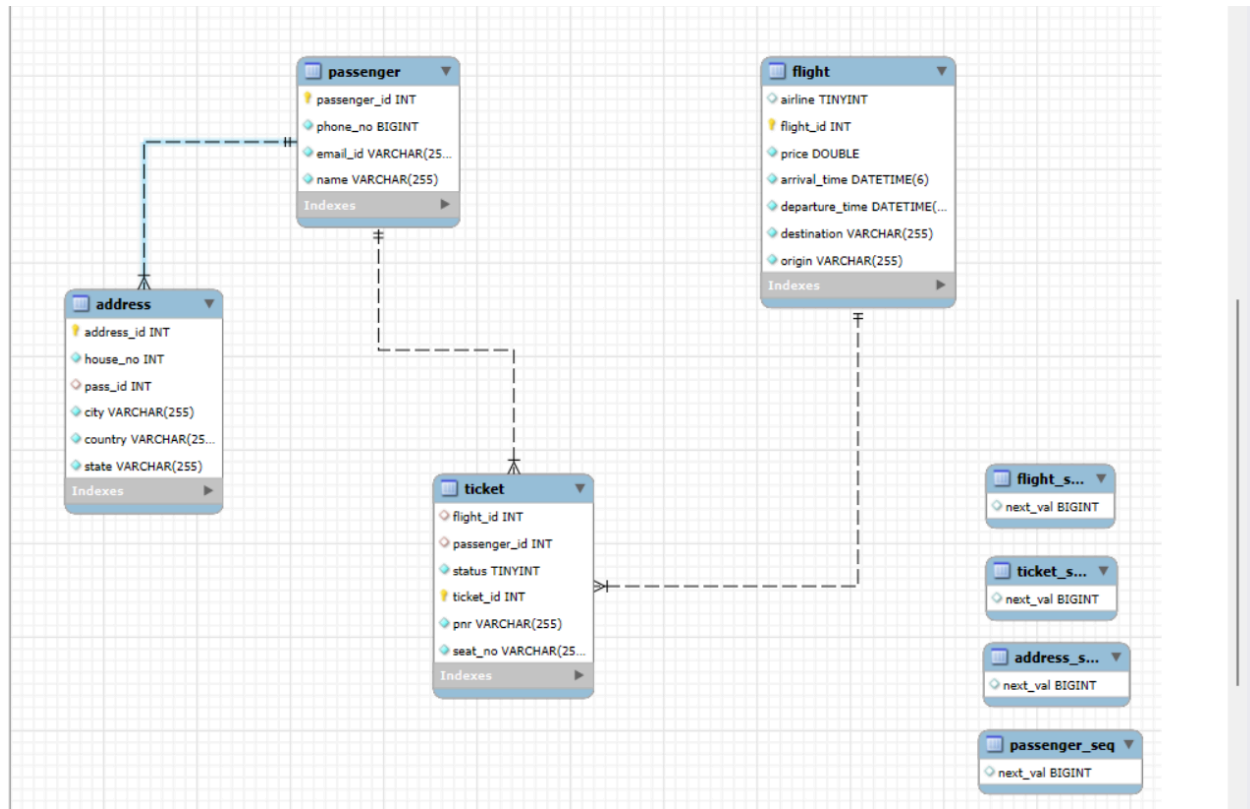 passenger
passenger_id INT
phone_no BIGINT
email_id VARCHAR(25...
name VARCHAR(255)
Indexes
flight
airline TINYINT
flight_id INT
price DOUBLE
arrival_time DATETIME(6)
departure_time DATETIME(...
destination VARCHAR(255)
origin VARCHAR(255)
Indexes
address
address_id INT
house_no INT
pass_id INT
city VARCHAR(255)
country VARCHAR(25...
state VARCHAR(255)
Indexes
ticket
flight_id INT
passenger_id INT
status TINYINT
ticket_id INT
pnr VARCHAR(255)
seat_no VARCHAR(25...
Indexes
flight_s...
next_val BIGINT
ticket_s...
next_val BIGINT
address_s...
next_val BIGINT
passenger_seq
next_val BIGINT